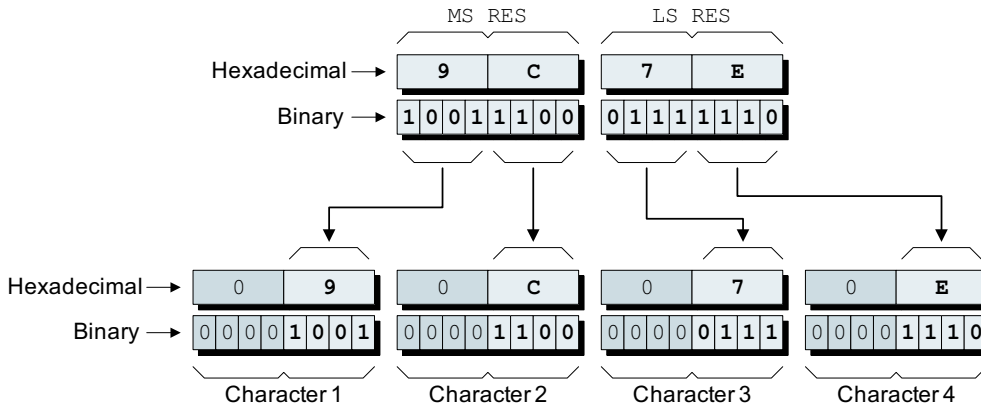 MS RES LS RES
Hexadecimal 9 C 7 E
Binary 1 0 0 1 1 1 0 0 0 1 1 1 1 1 1 0
Hexadecimal 0 9 0 C 0 7 0 E
Binary 0 0 0 0 1 0 0 1 0 0 0 0 1 1 0 0 0 0 0 0 0 1 1 1 0 0 0 0 1 1 1 0
Character 1 Character 2 Character 3 Character 4